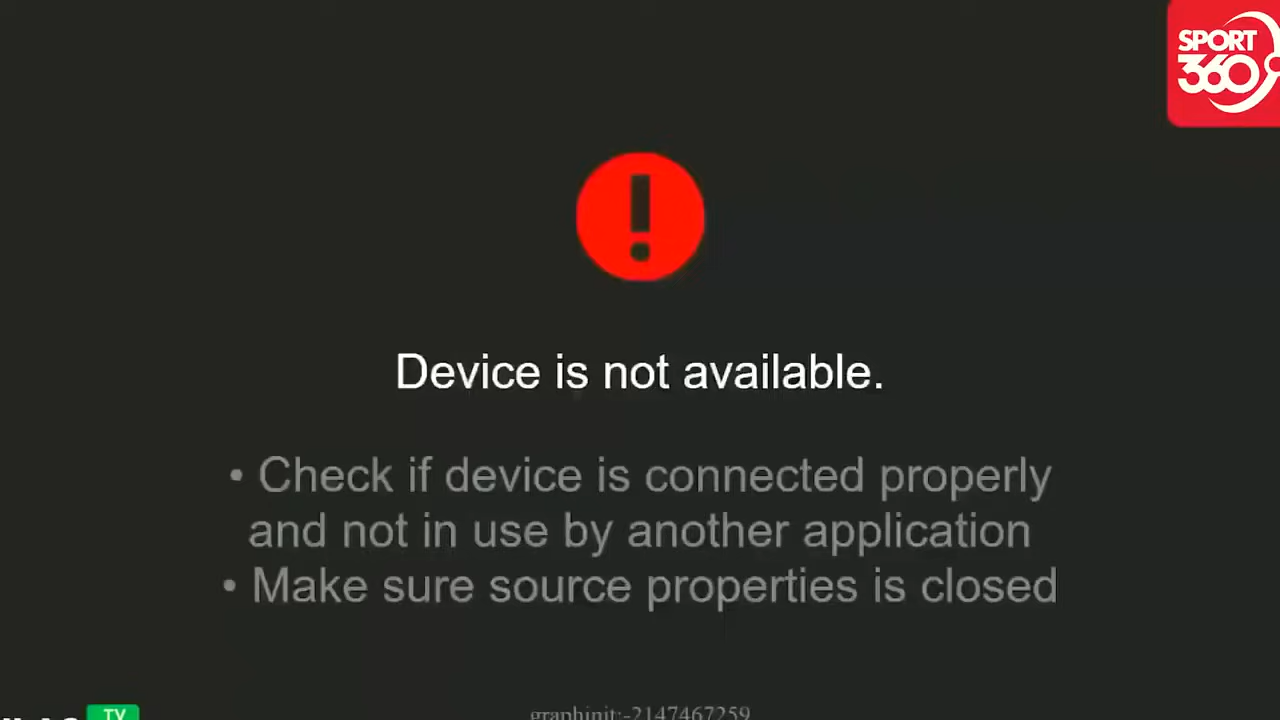 SPORT
360
Device is not available.
• Check if device is connected properly
and not in use by another application
• Make sure source properties is closed
TV
graphinit:-2147467259